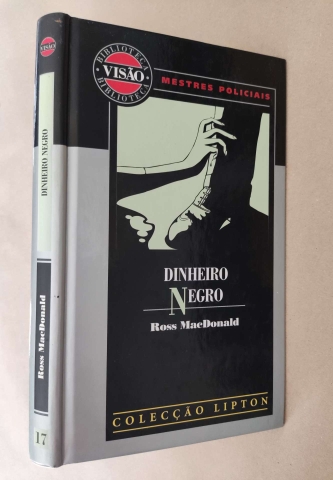 BIBLIOTECA
VISÃO
BIBLIOTECA
MESTRES POLICIAIS
DINHEIRO
NEGRO
Ross MacDonald
COLECÇÃO LIPTON
VISÃO
DINHEIRO NEGRO
Ross MacDonald
17